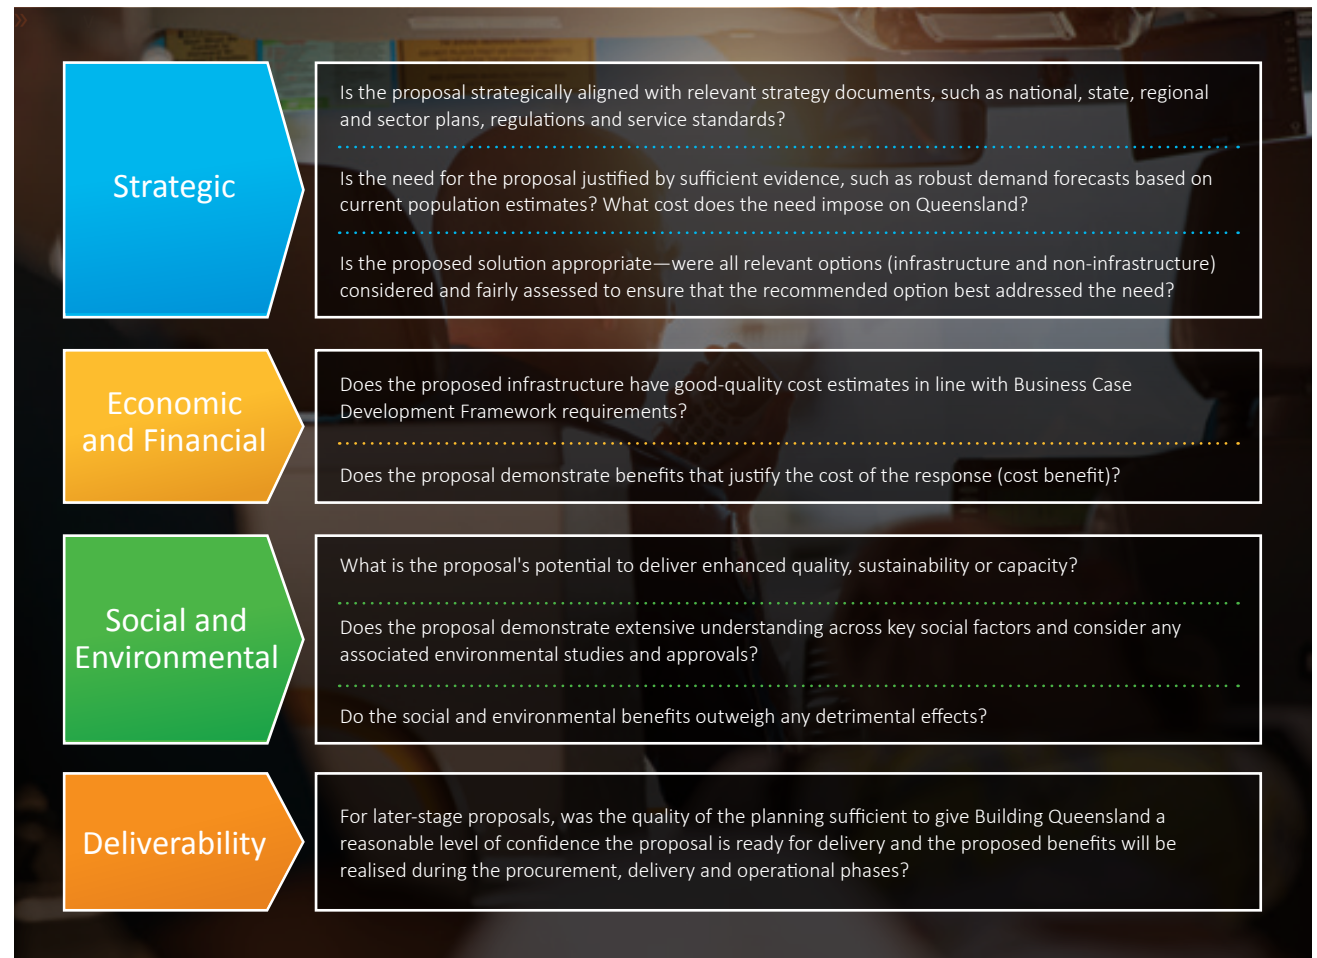 Strategic
Is the proposal strategically aligned with relevant strategy documents, such as national, state, regional
and sector plans, regulations and service standards?
Is the need for the proposal justified by sufficient evidence, such as robust demand forecasts based on
current population estimates? What cost does the need impose on Queensland?
Is the proposed solution appropriate—were all relevant options (infrastructure and non-infrastructure)
considered and fairly assessed to ensure that the recommended option best addressed the need?
Economic
and Financial
Does the proposed infrastructure have good-quality cost estimates in line with Business Case
Development Framework requirements?
Does the proposal demonstrate benefits that justify the cost of the response (cost benefit)?
Social and
Environmental
What is the proposal's potential to deliver enhanced quality, sustainability or capacity?
Does the proposal demonstrate extensive understanding across key social factors and consider any
associated environmental studies and approvals?
Do the social and environmental benefits outweigh any detrimental effects?
Deliverability
For later-stage proposals, was the quality of the planning sufficient to give Building Queensland a
reasonable level of confidence the proposal is ready for delivery and the proposed benefits will be
realised during the procurement, delivery and operational phases?